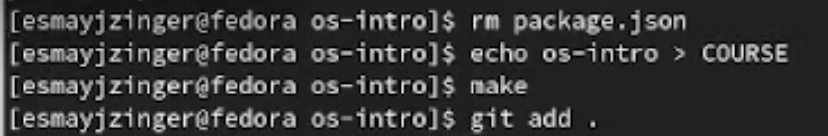 [esmayjzinger@fedora os-intro]$ rm package.json
[esmayjzinger@fedora os-intro]$ echo os-intro > COURSE
[esmayjzinger@fedora os-intro]$ make
[esmayjzinger@fedora os-intro]$ git add .